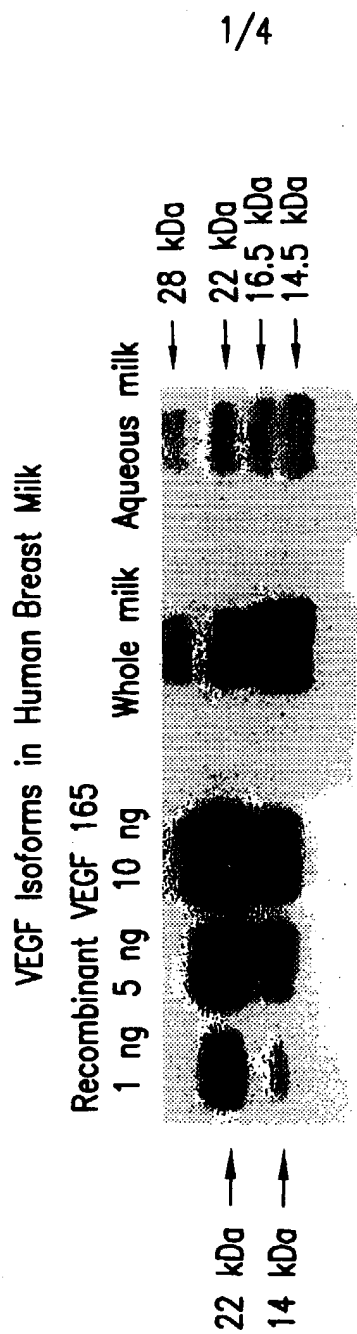 1/4
VEGF Isoforms in Human Breast Milk
Recombinant VEGF 165
1 ng 5 ng 10 ng Whole milk Aqueous milk
22 kDa
14 kDa
28 kDa
22 kDa
16.5 kDa
14.5 kDa